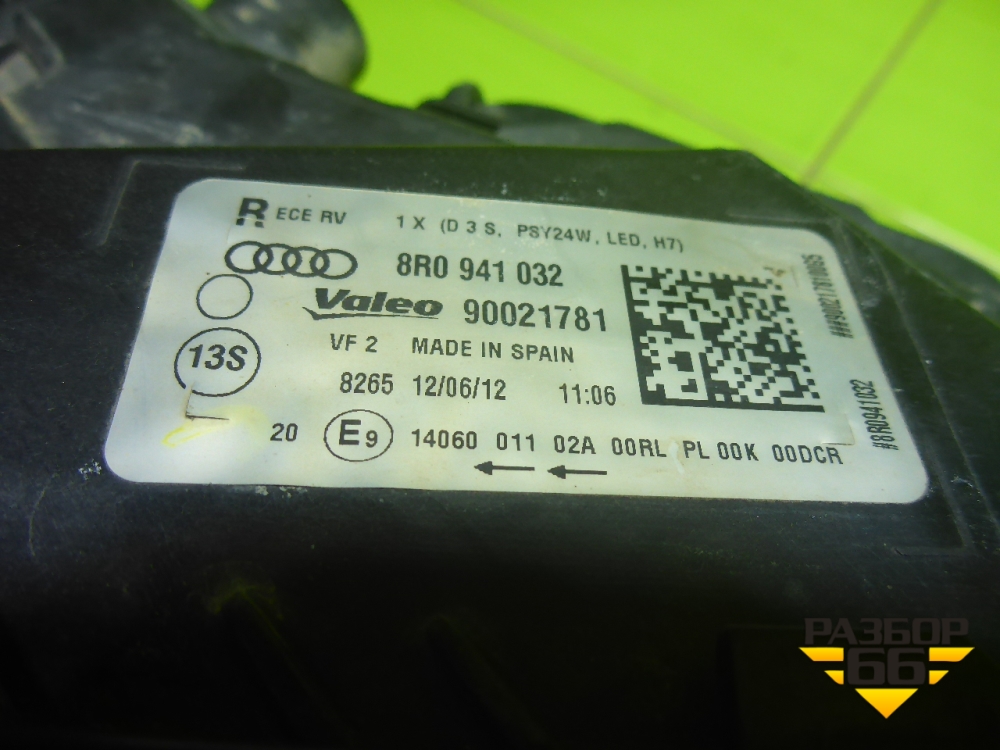 R ECE RV 1 X (D 3 S, PSY24W, LED, H7)
8R0 941 032
Valeo 90021781
VF 2 MADE IN SPAIN
13S
8265 12/06/12 11:06
20 E9 14060 011 02A 00RL PL 00K 00DCR
#8R0941032
РАЗБОР
66